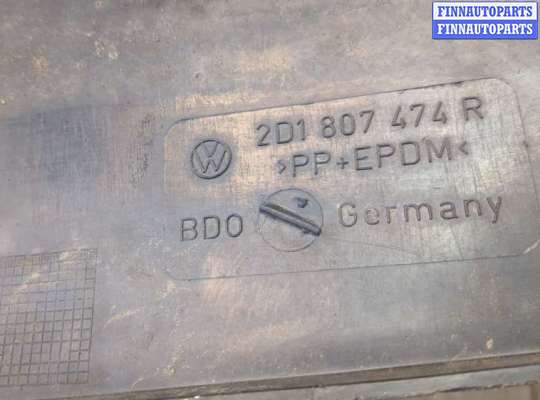 FINNAUTOPARTS
FINNAUTOPARTS
2D1 807 474 R
>PP+EPDM<
BDO Germany